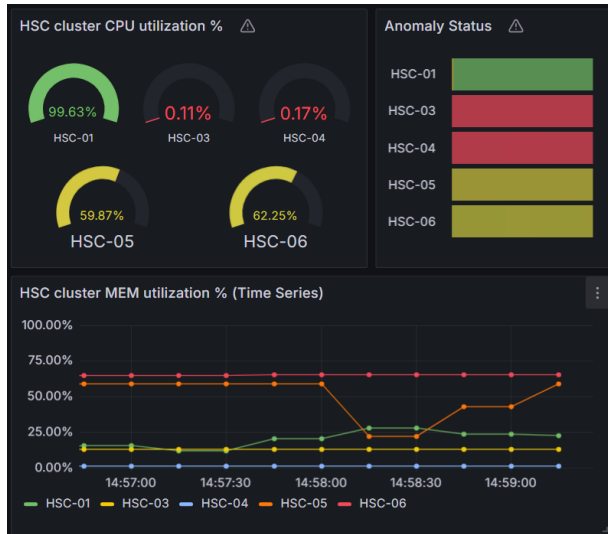 HSC cluster CPU utilization %
99.63%
HSC-01
0.11%
HSC-03
0.17%
HSC-04
59.87%
HSC-05
62.25%
HSC-06
Anomaly Status
HSC-01
HSC-03
HSC-04
HSC-05
HSC-06
HSC cluster MEM utilization % (Time Series)
100.00%
75.00%
50.00%
25.00%
0.00%
14:57:00 14:57:30 14:58:00 14:58:30 14:59:00
HSC-01 HSC-03 HSC-04 HSC-05 HSC-06